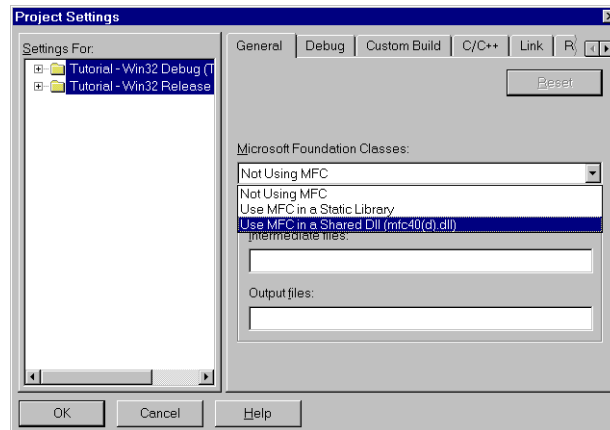 Project Settings
Settings For:
Tutorial - Win32 Debug (T
Tutorial - Win32 Release
General
Debug
Custom Build
C/C++
Link
R
Reset
Microsoft Foundation Classes:
Not Using MFC
Not Using MFC
Use MFC in a Static Library
Use MFC in a Shared Dll (mfc40(d).dll)
Intermediate files:
Output files:
OK
Cancel
Help